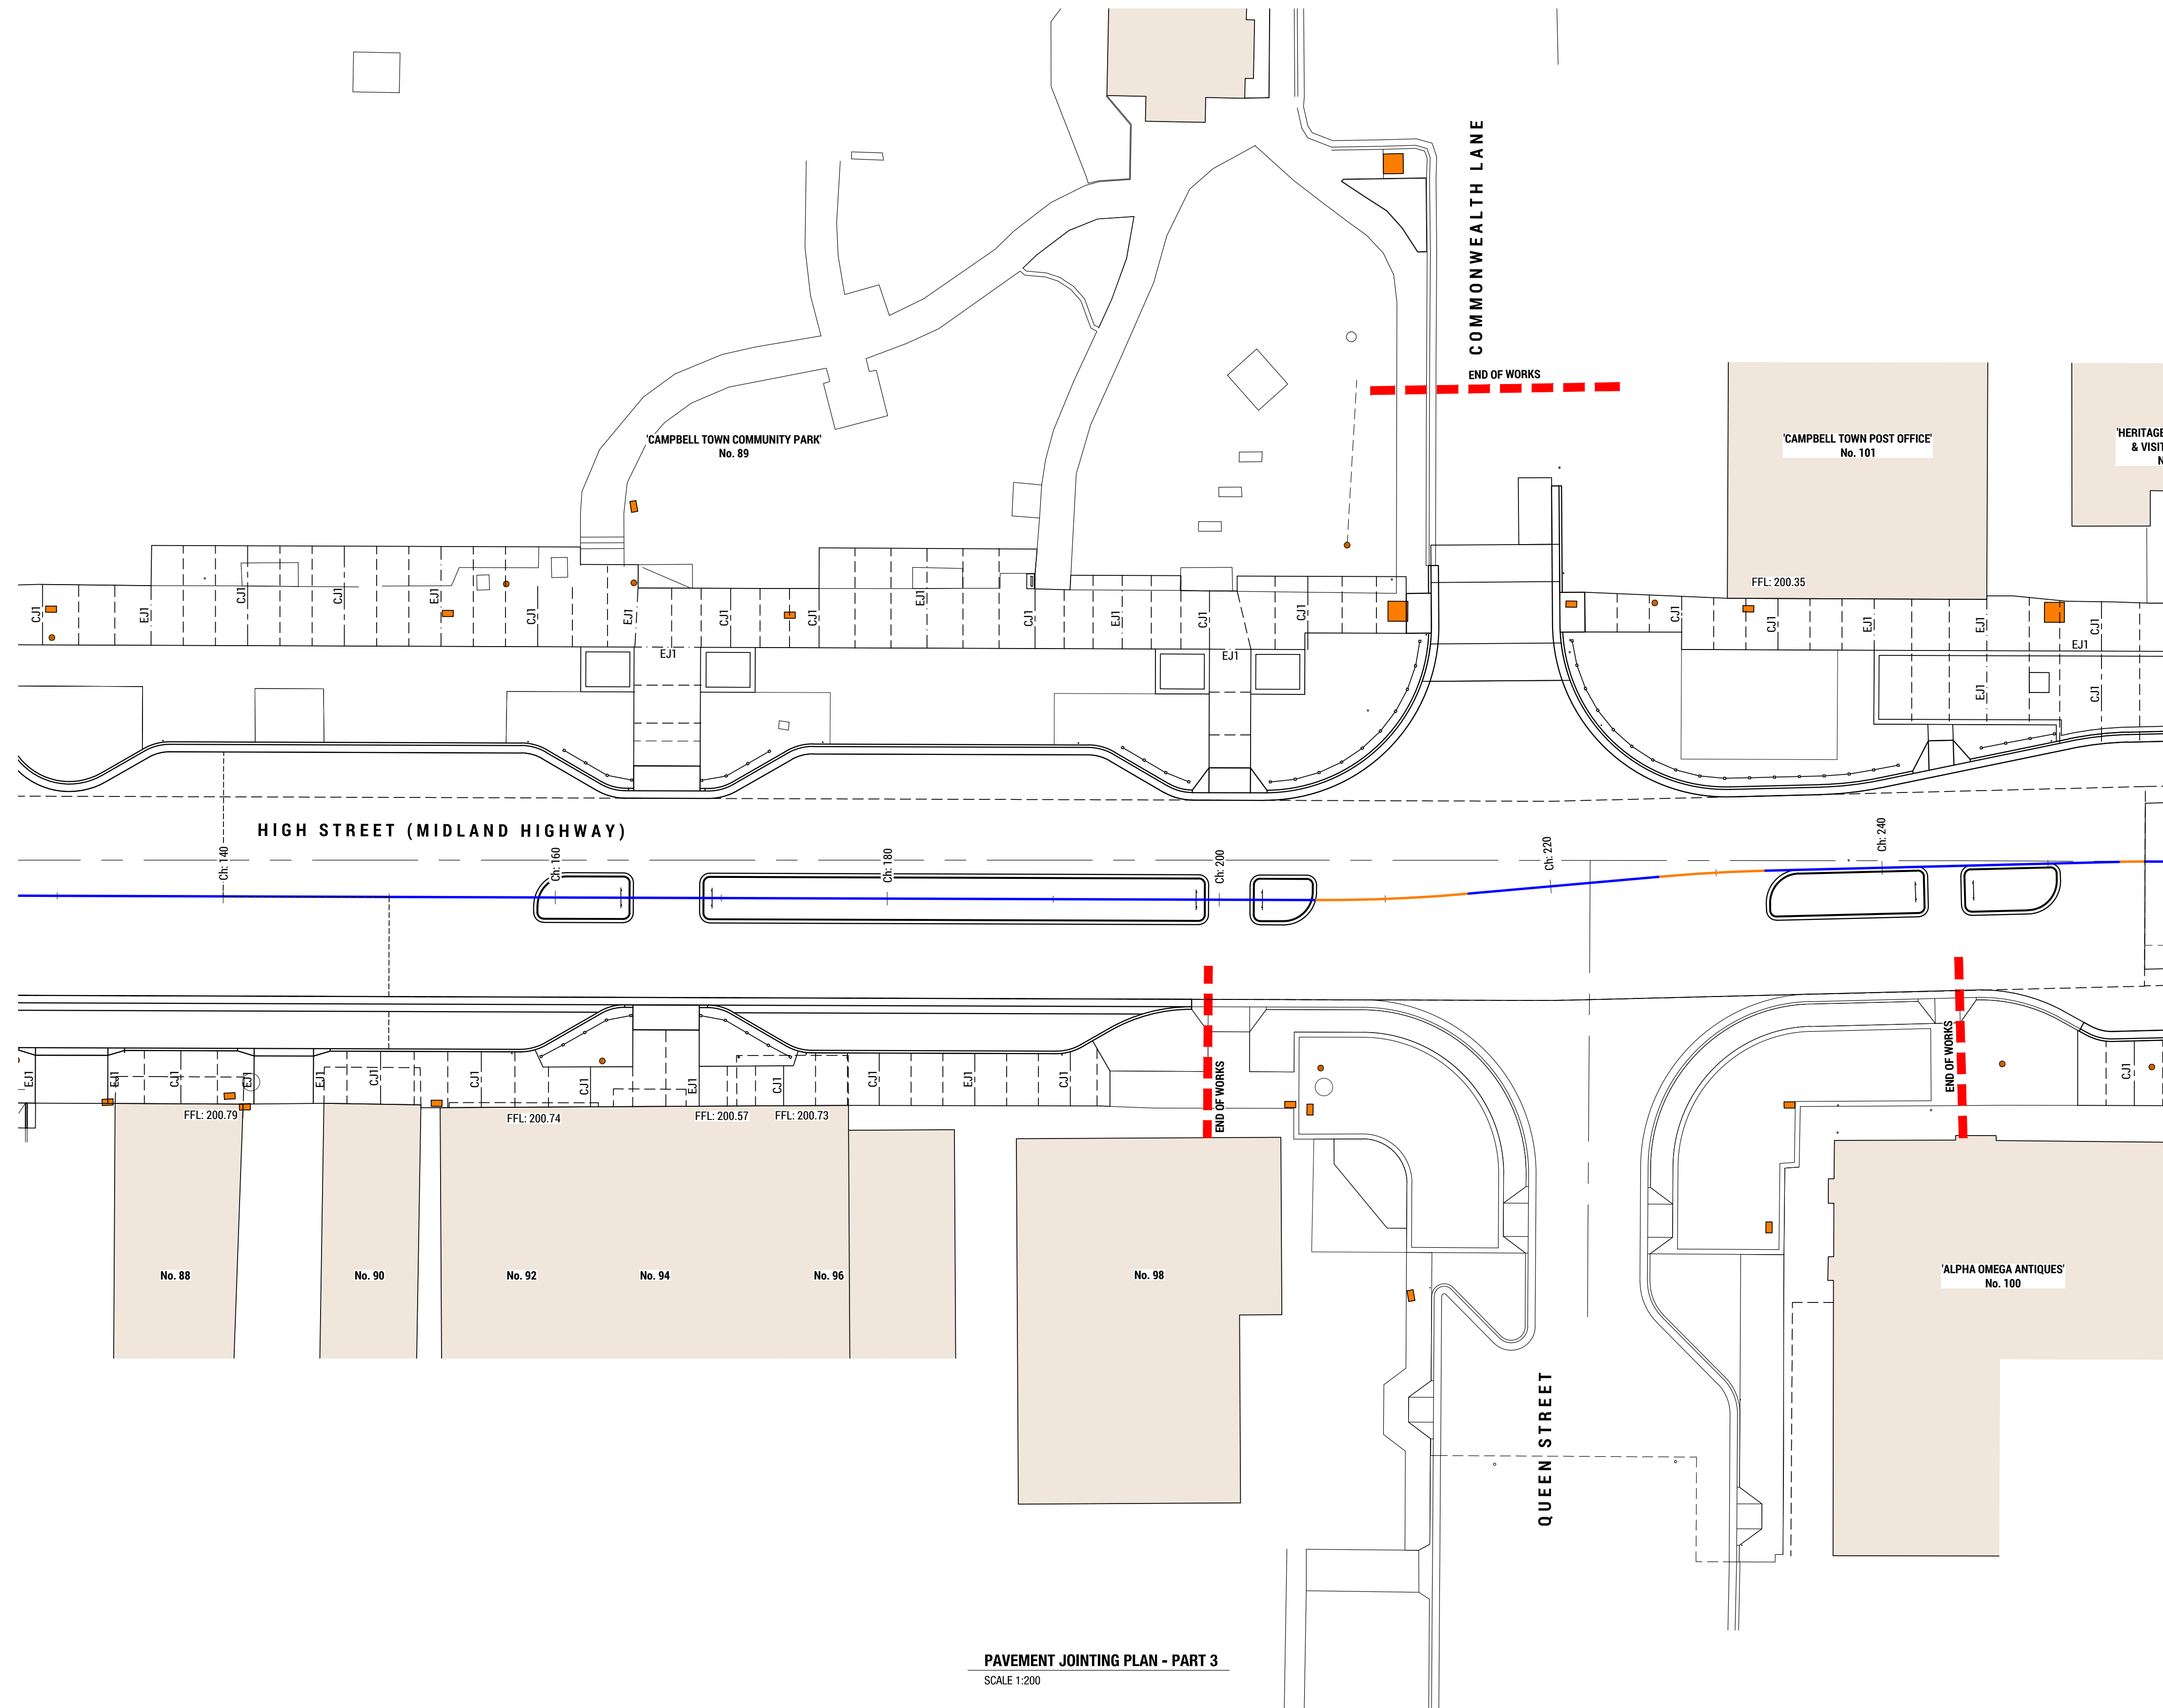 COMMONWEALTH LANE
END OF WORKS
'CAMPBELL TOWN COMMUNITY PARK'
No. 89
'CAMPBELL TOWN POST OFFICE'
No. 101
'HERITAGE
& VISIT
N
FFL: 200.35
CJ1
EJ1
CJ1
CJ1
EJ1
CJ1
EJ1
CJ1
CJ1
EJ1
CJ1
EJ1
CJ1
CJ1
CJ1
CJ1
EJ1
EJ1
CJ1
EJ1
EJ1
EJ1
EJ1
CJ1
HIGH STREET (MIDLAND HIGHWAY)
Ch: 140
Ch: 160
Ch: 180
Ch: 200
Ch: 220
Ch: 240
EJ1
EJ1
CJ1
EJ1
EJ1
CJ1
CJ1
CJ1
EJ1
CJ1
CJ1
EJ1
CJ1
END OF WORKS
END OF WORKS
CJ1
FFL: 200.79
FFL: 200.74
FFL: 200.57
FFL: 200.73
No. 88
No. 90
No. 92
No. 94
No. 96
No. 98
'ALPHA OMEGA ANTIQUES'
No. 100
QUEEN STREET
PAVEMENT JOINTING PLAN - PART 3
SCALE 1:200